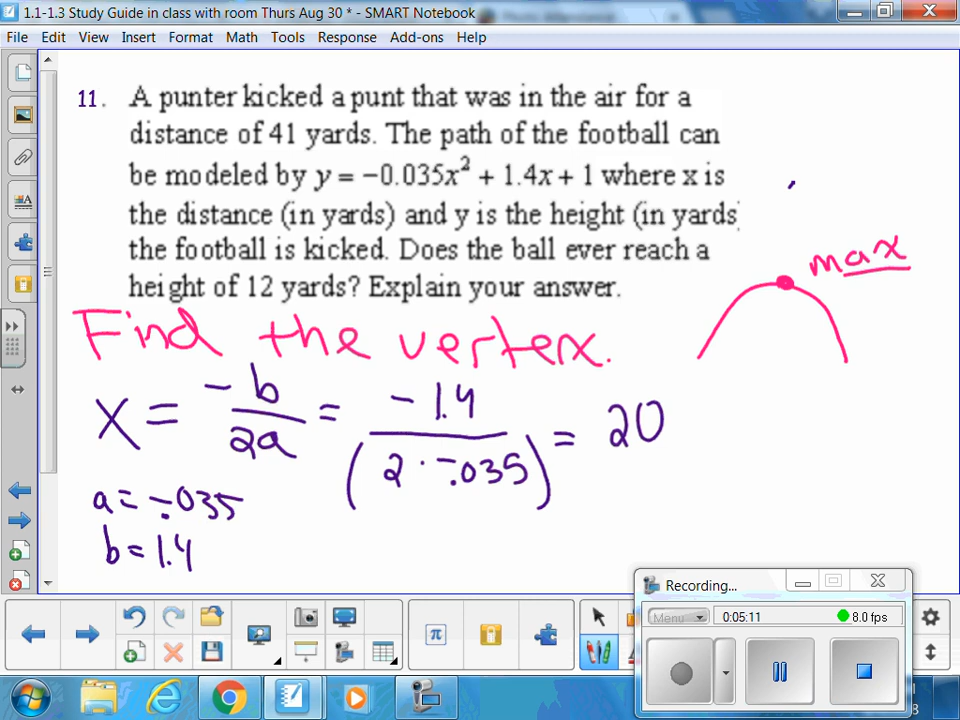 1.1-1.3 Study Guide in class with room Thurs Aug 30 * - SMART Notebook
File Edit View Insert Format Math Tools Response Add-ons Help
11. A punter kicked a punt that was in the air for a
distance of 41 yards. The path of the football can
be modeled by y = −0.035x² + 1.4x + 1 where x is
the distance (in yards) and y is the height (in yards)
the football is kicked. Does the ball ever reach a
height of 12 yards? Explain your answer.
max
Find the vertex.
x = -b/2a = -1.4/(2·-.035) = 20
a = -.035
b = 1.4
Recording...
Menu 0:05:11 8.0 fps
π